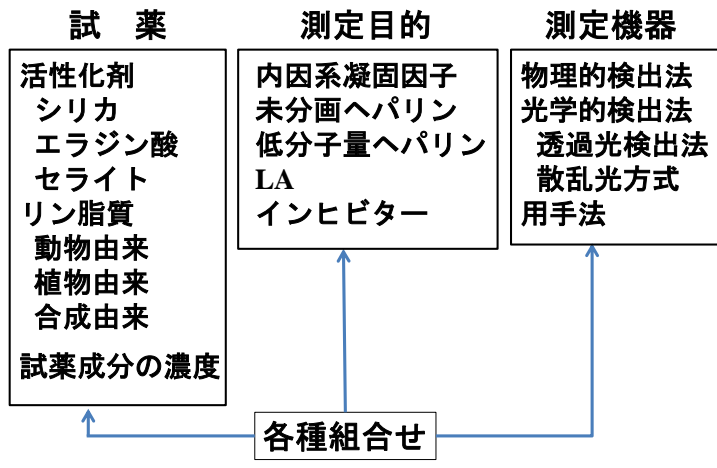 試　薬
活性化剤
シリカ
エラジン酸
セライト
リン脂質
動物由来
植物由来
合成由来
試薬成分の濃度
測定目的
内因系凝固因子
未分画ヘパリン
低分子量ヘパリン
LA
インヒビター
測定機器
物理的検出法
光学的検出法
透過光検出法
散乱光方式
用手法
各種組合せ